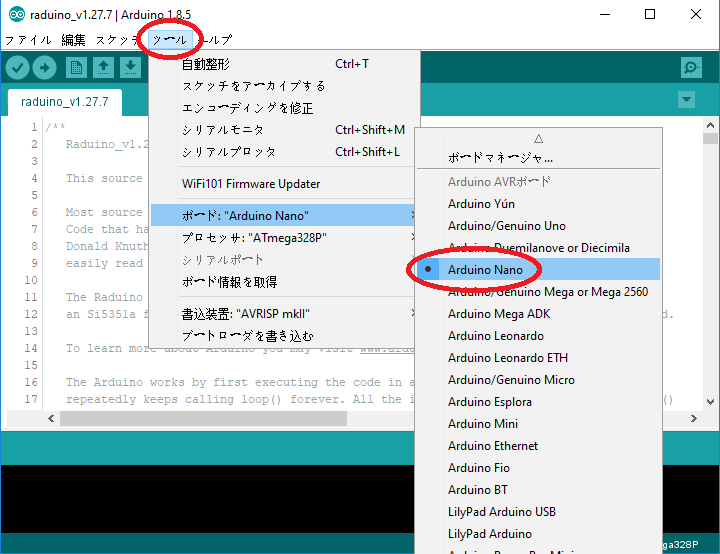 raduino_v1.27.7 | Arduino 1.8.5
ファイル 編集 スケッチ ツール ヘルプ
raduino_v1.27.7
1 /**
2 Raduino_v1.2
3
4 This source
5
6 Most source
7 Code that ha
8 Donald Knuth
9 easily read
10
11 The Raduino
12 an Si5351a f
13
14 To learn more about Arduino you may visit www.ardu
15
16 The Arduino works by first executing the code in a
17 repeatedly keeps calling loop() forever. All the i
自動整形 Ctrl+T
スケッチをアーカイブする
エンコーディングを修正
シリアルモニタ Ctrl+Shift+M
シリアルプロッタ Ctrl+Shift+L
WiFi101 Firmware Updater
ボード: "Arduino Nano"
プロセッサ: "ATmega328P"
シリアルポート
ボード情報を取得
書込装置: "AVRISP mkII"
ブートローダを書き込む
ボードマネージャ...
Arduino AVRボード
Arduino Yún
Arduino/Genuino Uno
Arduino Duemilanove or Diecimila
Arduino Nano
Arduino/Genuino Mega or Mega 2560
Arduino Mega ADK
Arduino Leonardo
Arduino Leonardo ETH
Arduino/Genuino Micro
Arduino Esplora
Arduino Mini
Arduino Ethernet
Arduino Fio
Arduino BT
LilyPad Arduino USB
LilyPad Arduino
d.
()
ga328P